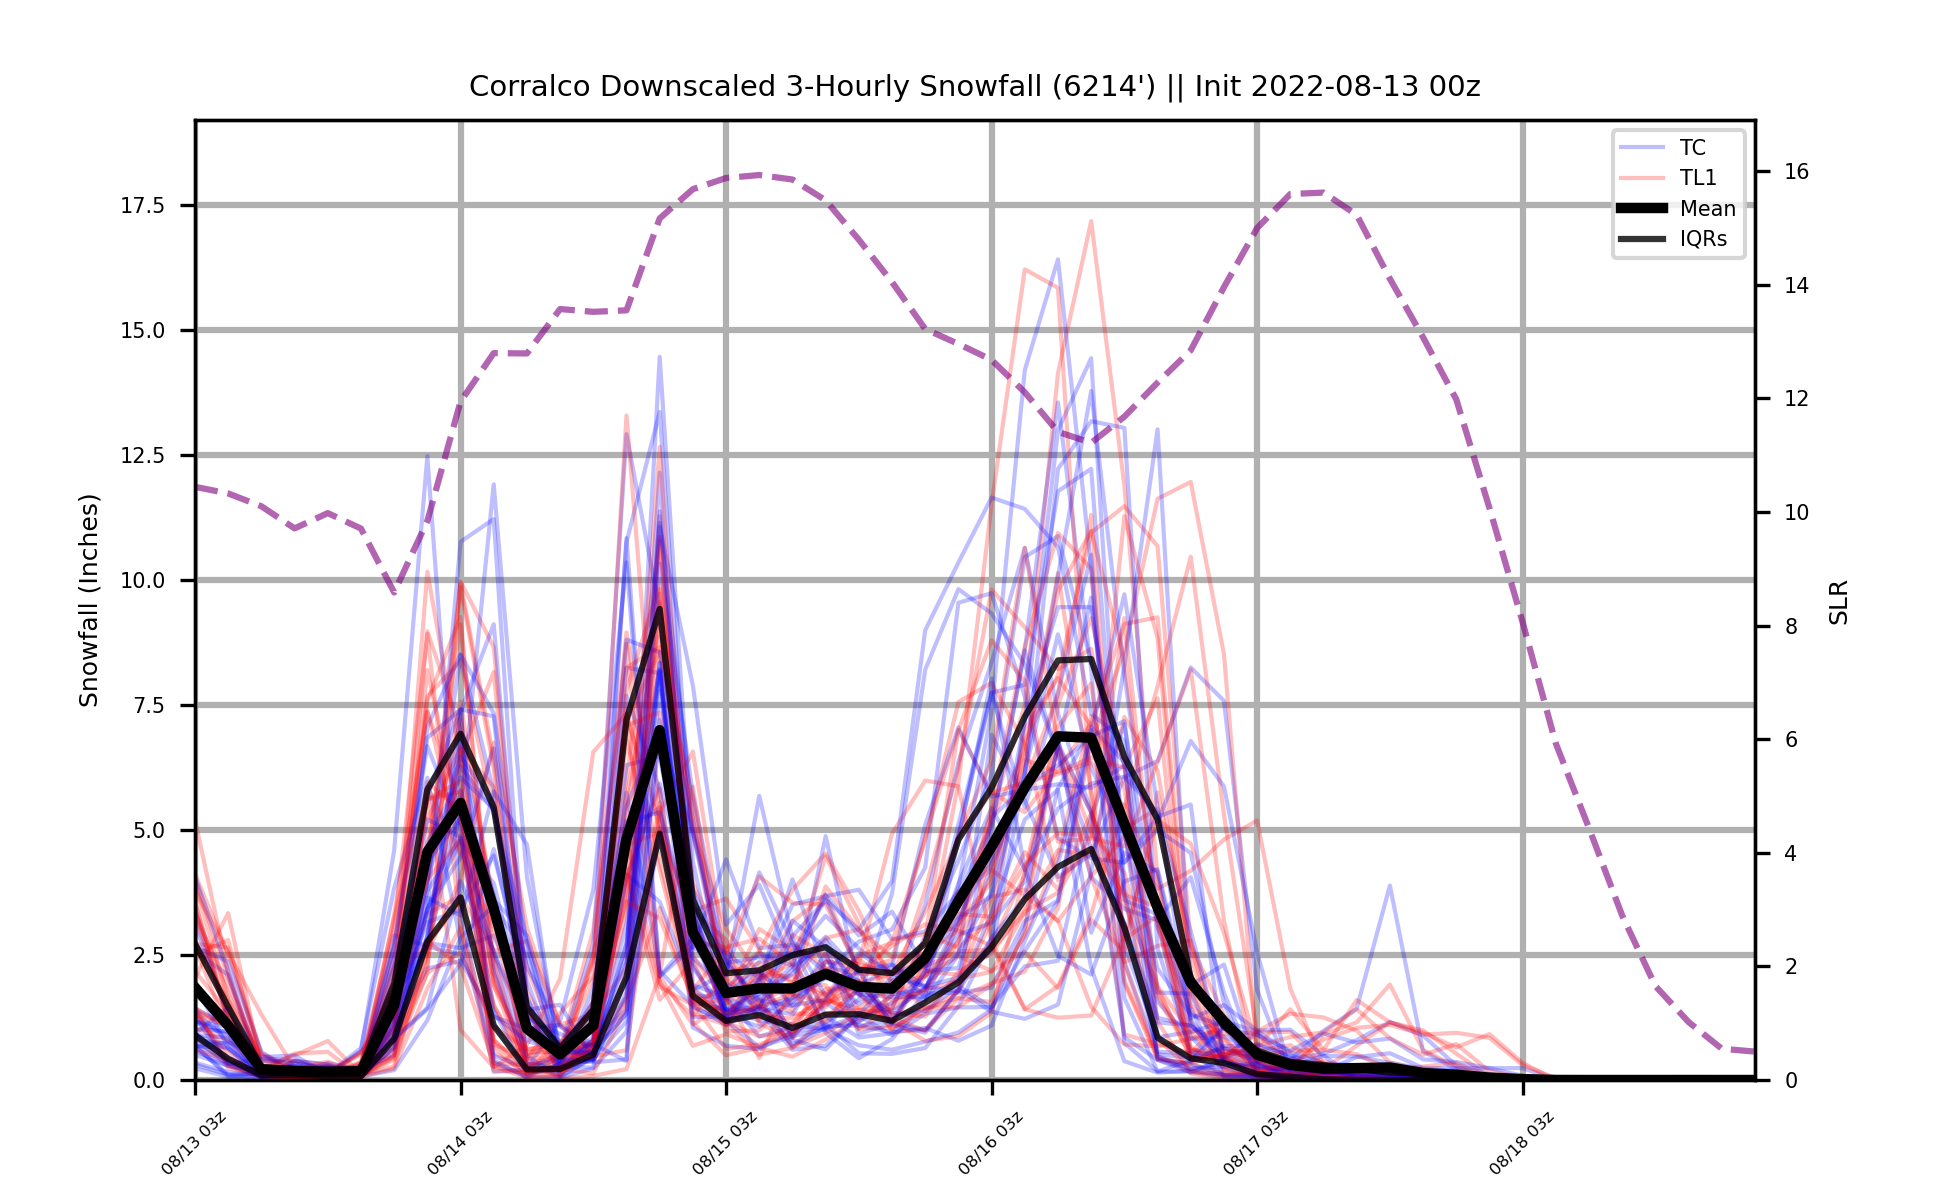 Corralco Downscaled 3-Hourly Snowfall (6214') || Init 2022-08-13 00z
TC
TL1
Mean
IQRs
Snowfall (Inches)
17.5
15.0
12.5
10.0
7.5
5.0
2.5
0.0
16
14
12
10
8
6
4
2
0
SLR
08/13 03z
08/14 03z
08/15 03z
08/16 03z
08/17 03z
08/18 03z